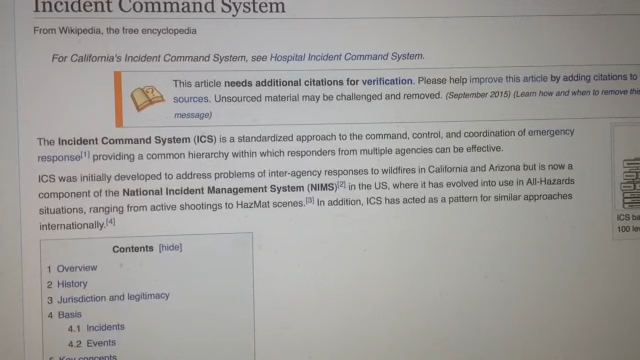 Incident Command System
From Wikipedia, the free encyclopedia
For California's Incident Command System, see Hospital Incident Command System.
This article needs additional citations for verification. Please help improve this article by adding citations to
sources. Unsourced material may be challenged and removed. (September 2015) (Learn how and when to remove this
message)
The Incident Command System (ICS) is a standardized approach to the command, control, and coordination of emergency
response[1] providing a common hierarchy within which responders from multiple agencies can be effective.
ICS was initially developed to address problems of inter-agency responses to wildfires in California and Arizona but is now a
component of the National Incident Management System (NIMS)[2] in the US, where it has evolved into use in All-Hazards
situations, ranging from active shootings to HazMat scenes.[3] In addition, ICS has acted as a pattern for similar approaches
internationally.[4]
ICS ba
100 lev
Contents [hide]
1 Overview
2 History
3 Jurisdiction and legitimacy
4 Basis
4.1 Incidents
4.2 Events
5 Key concepts